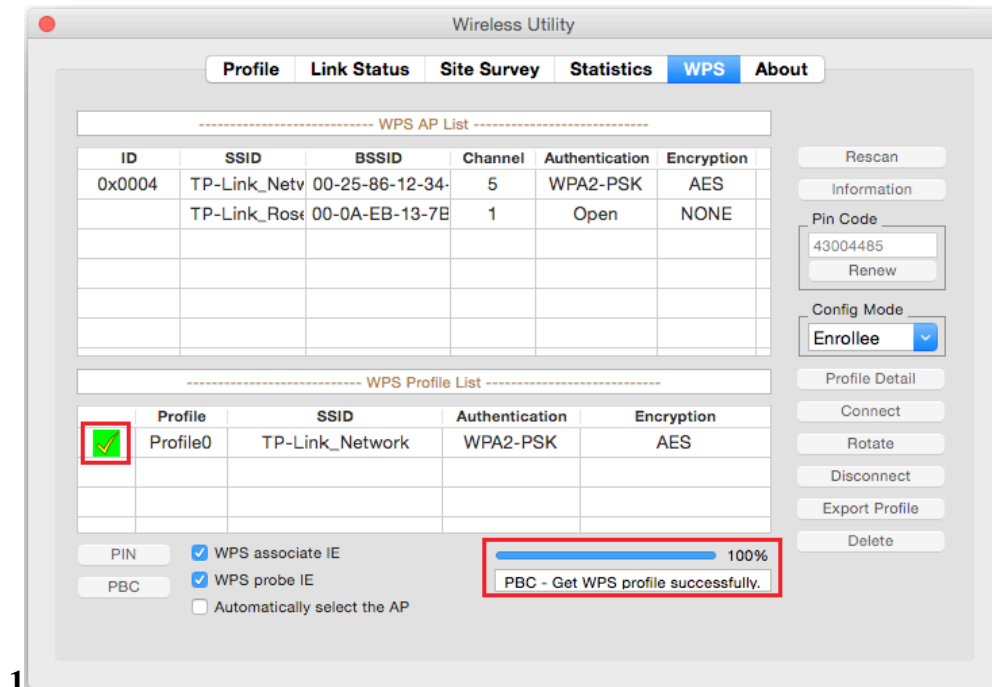 Wireless Utility
Profile Link Status Site Survey Statistics WPS About
--------------------------- WPS AP List ---------------------------
ID SSID BSSID Channel Authentication Encryption
0x0004 TP-Link_Netw 00-25-86-12-34- 5 WPA2-PSK AES
TP-Link_Rose 00-0A-EB-13-7B 1 Open NONE
Rescan
Information
Pin Code
43004485
Renew
Config Mode
Enrollee
--------------------------- WPS Profile List ---------------------------
Profile SSID Authentication Encryption
Profile0 TP-Link_Network WPA2-PSK AES
Profile Detail
Connect
Rotate
Disconnect
Export Profile
Delete
PIN
PBC
WPS associate IE
WPS probe IE
Automatically select the AP
100%
PBC - Get WPS profile successfully.
1